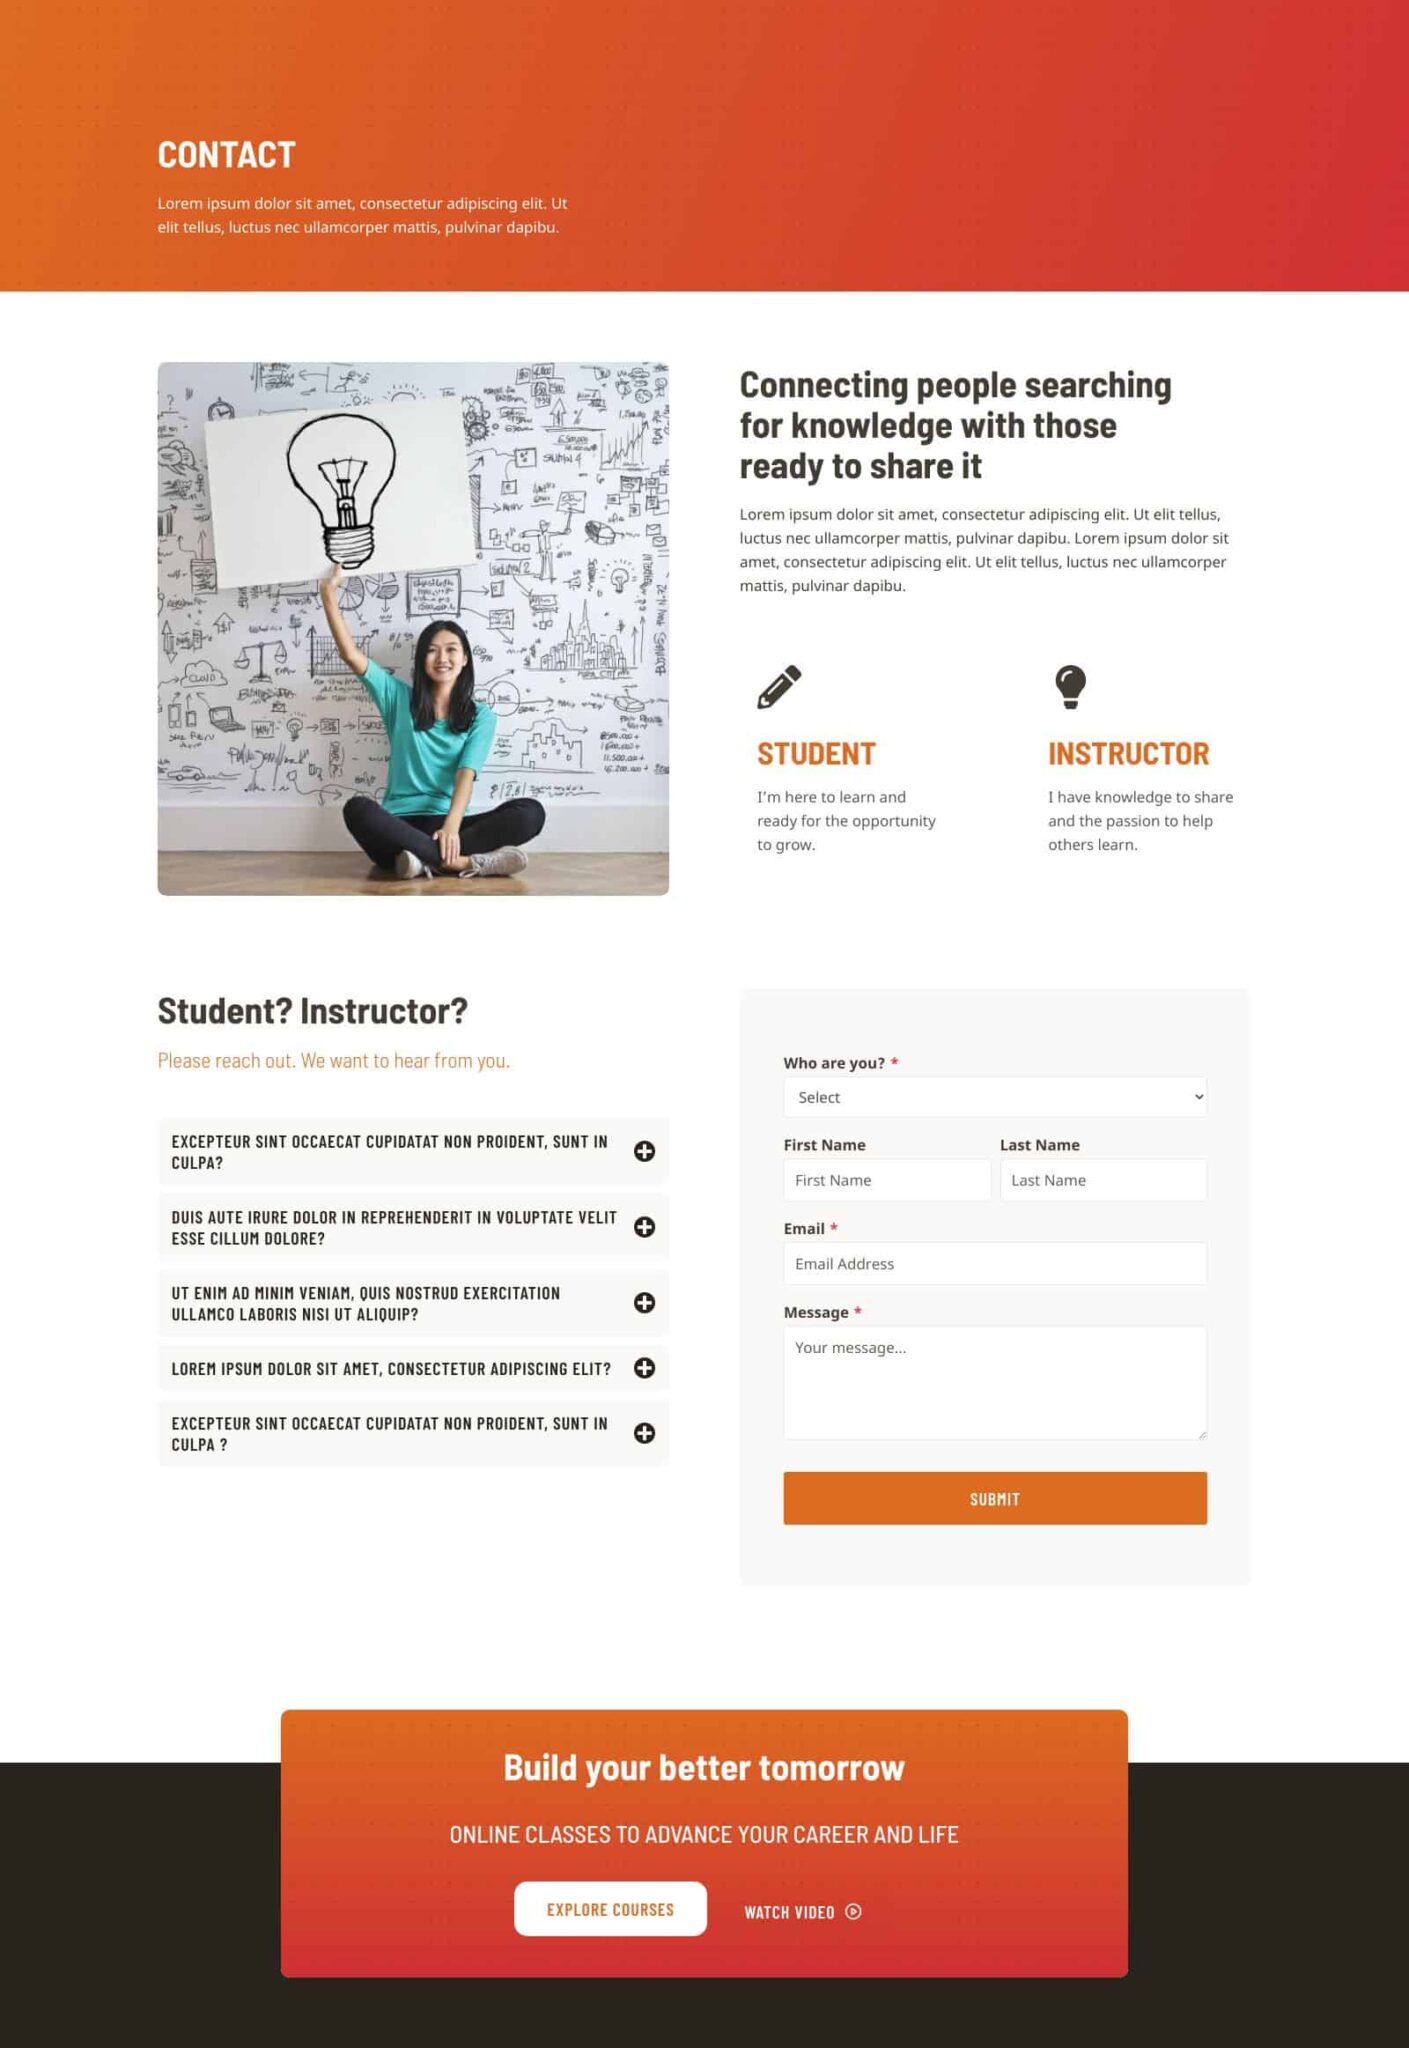 CONTACT
Lorem ipsum dolor sit amet, consectetur adipiscing elit. Ut
elit tellus, luctus nec ullamcorper mattis, pulvinar dapibu.
CLOUD
Connecting people searching
for knowledge with those
ready to share it
Lorem ipsum dolor sit amet, consectetur adipiscing elit. Ut elit tellus,
luctus nec ullamcorper mattis, pulvinar dapibu. Lorem ipsum dolor sit
amet, consectetur adipiscing elit. Ut elit tellus, luctus nec ullamcorper
mattis, pulvinar dapibu.
STUDENT
I'm here to learn and
ready for the opportunity
to grow.
INSTRUCTOR
I have knowledge to share
and the passion to help
others learn.
Student? Instructor?
Please reach out. We want to hear from you.
EXCEPTEUR SINT OCCAECAT CUPIDATAT NON PROIDENT, SUNT IN
CULPA?
DUIS AUTE IRURE DOLOR IN REPREHENDERIT IN VOLUPTATE VELIT
ESSE CILLUM DOLORE?
UT ENIM AD MINIM VENIAM, QUIS NOSTRUD EXERCITATION
ULLAMCO LABORIS NISI UT ALIQUIP?
LOREM IPSUM DOLOR SIT AMET, CONSECTETUR ADIPISCING ELIT?
EXCEPTEUR SINT OCCAECAT CUPIDATAT NON PROIDENT, SUNT IN
CULPA ?
Who are you? *
Select
First Name Last Name
First Name Last Name
Email *
Email Address
Message *
Your message...
SUBMIT
Build your better tomorrow
ONLINE CLASSES TO ADVANCE YOUR CAREER AND LIFE
EXPLORE COURSES WATCH VIDEO